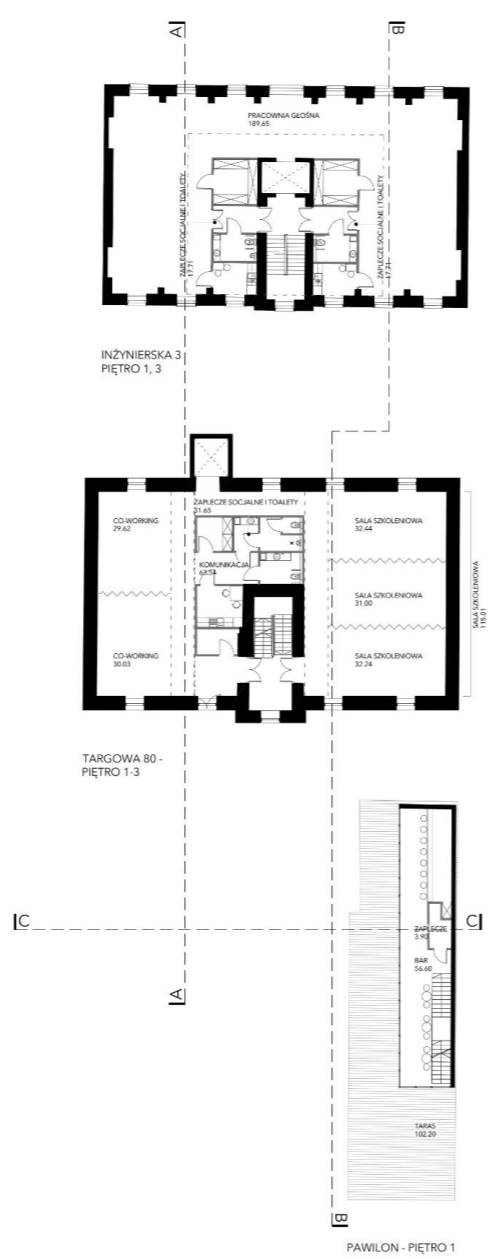 A
B
PRACOWNIA GŁOŚNA
189.65
ZAPLECZE SOCJALNE I TOALETY
17.71
ZAPLECZE SOCJALNE I TOALETY
17.71
INŻYNIERSKA 3
PIĘTRO 1, 3
ZAPLECZE SOCJALNE I TOALETY
31.65
CO-WORKING
29.62
KOMUNIKACJA
63.54
SALA SZKOLENIOWA
32.44
SALA SZKOLENIOWA
31.00
SALA SZKOLENIOWA
115.01
CO-WORKING
30.03
SALA SZKOLENIOWA
32.24
TARGOWA 80 -
PIĘTRO 1-3
C
C
ZAPLECZE
3.90
BAR
56.60
A
TARAS
102.20
B
PAWILON - PIĘTRO 1